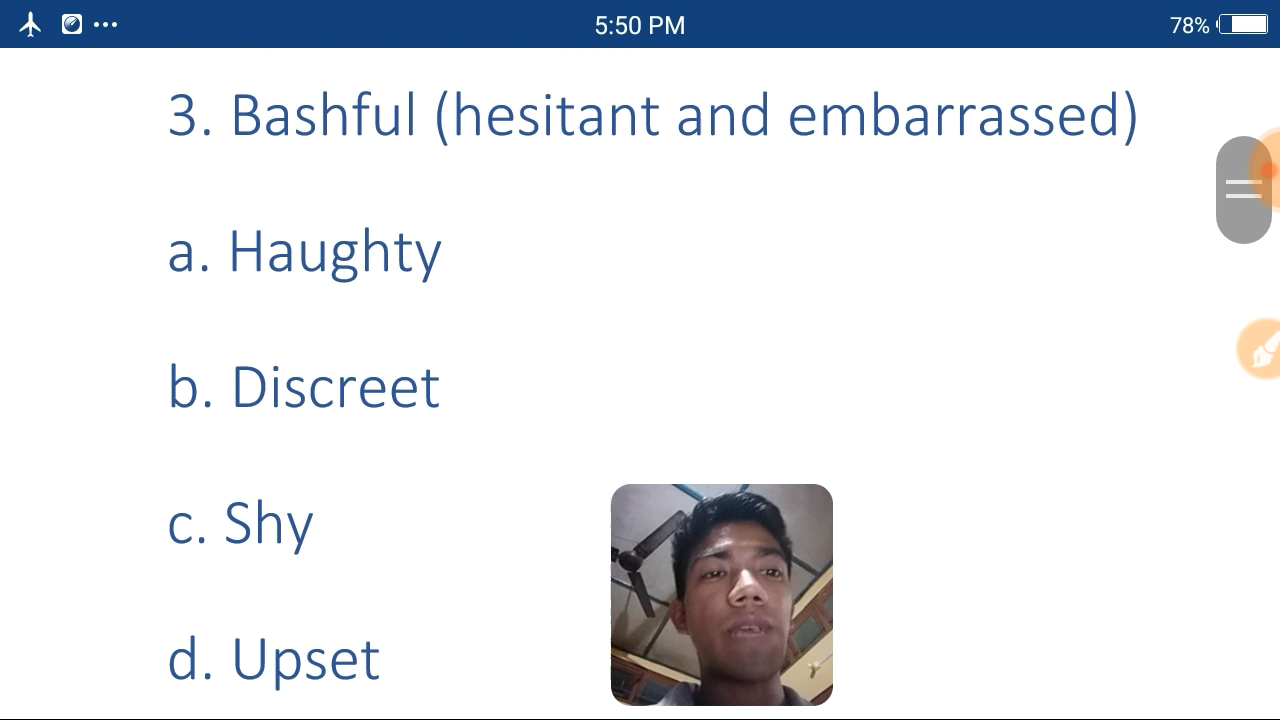 5:50 PM
78%
3. Bashful (hesitant and embarrassed)
a. Haughty
b. Discreet
c. Shy
d. Upset